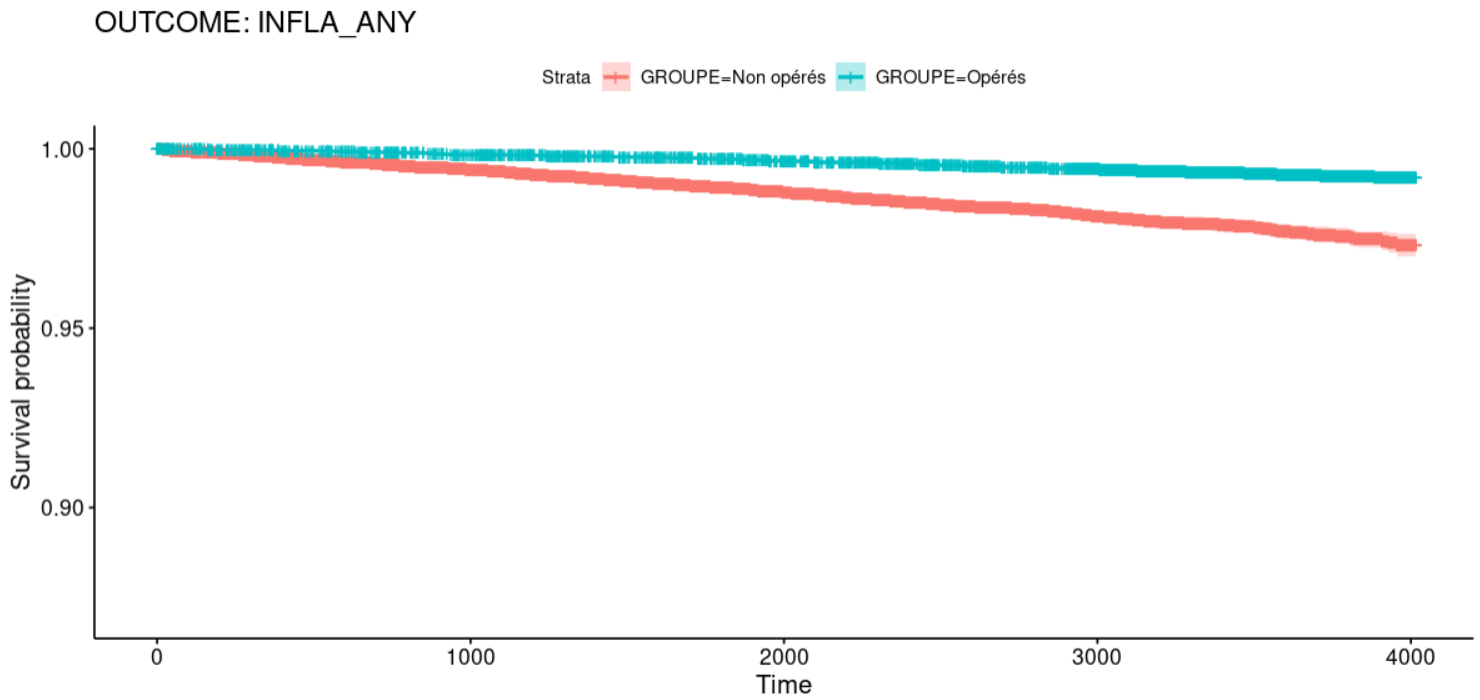 OUTCOME: INFLA_ANY
Strata GROUPE=Non opérés GROUPE=Opérés
Survival probability
1.00
0.95
0.90
0 1000 2000 3000 4000
Time